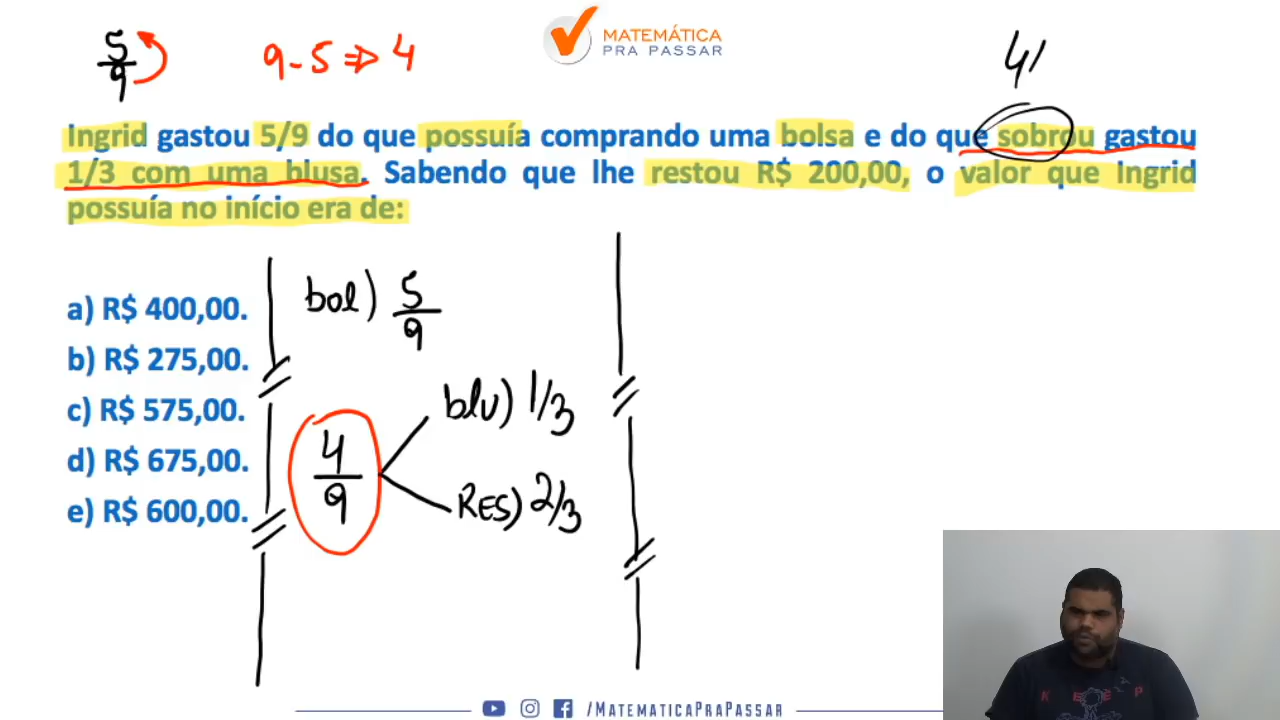 5/9
9 - 5 => 4
MATEMÁTICA
PRA PASSAR
4/
Ingrid gastou 5/9 do que possuía comprando uma bolsa e do que sobrou gastou
1/3 com uma blusa. Sabendo que lhe restou R$ 200,00, o valor que Ingrid
possuía no início era de:
a) R$ 400,00.
b) R$ 275,00.
c) R$ 575,00.
d) R$ 675,00.
e) R$ 600,00.
bol) 5/9
4/9
blu) 1/3
RES) 2/3
K E E P
/MATEMATICAPRAPASSAR